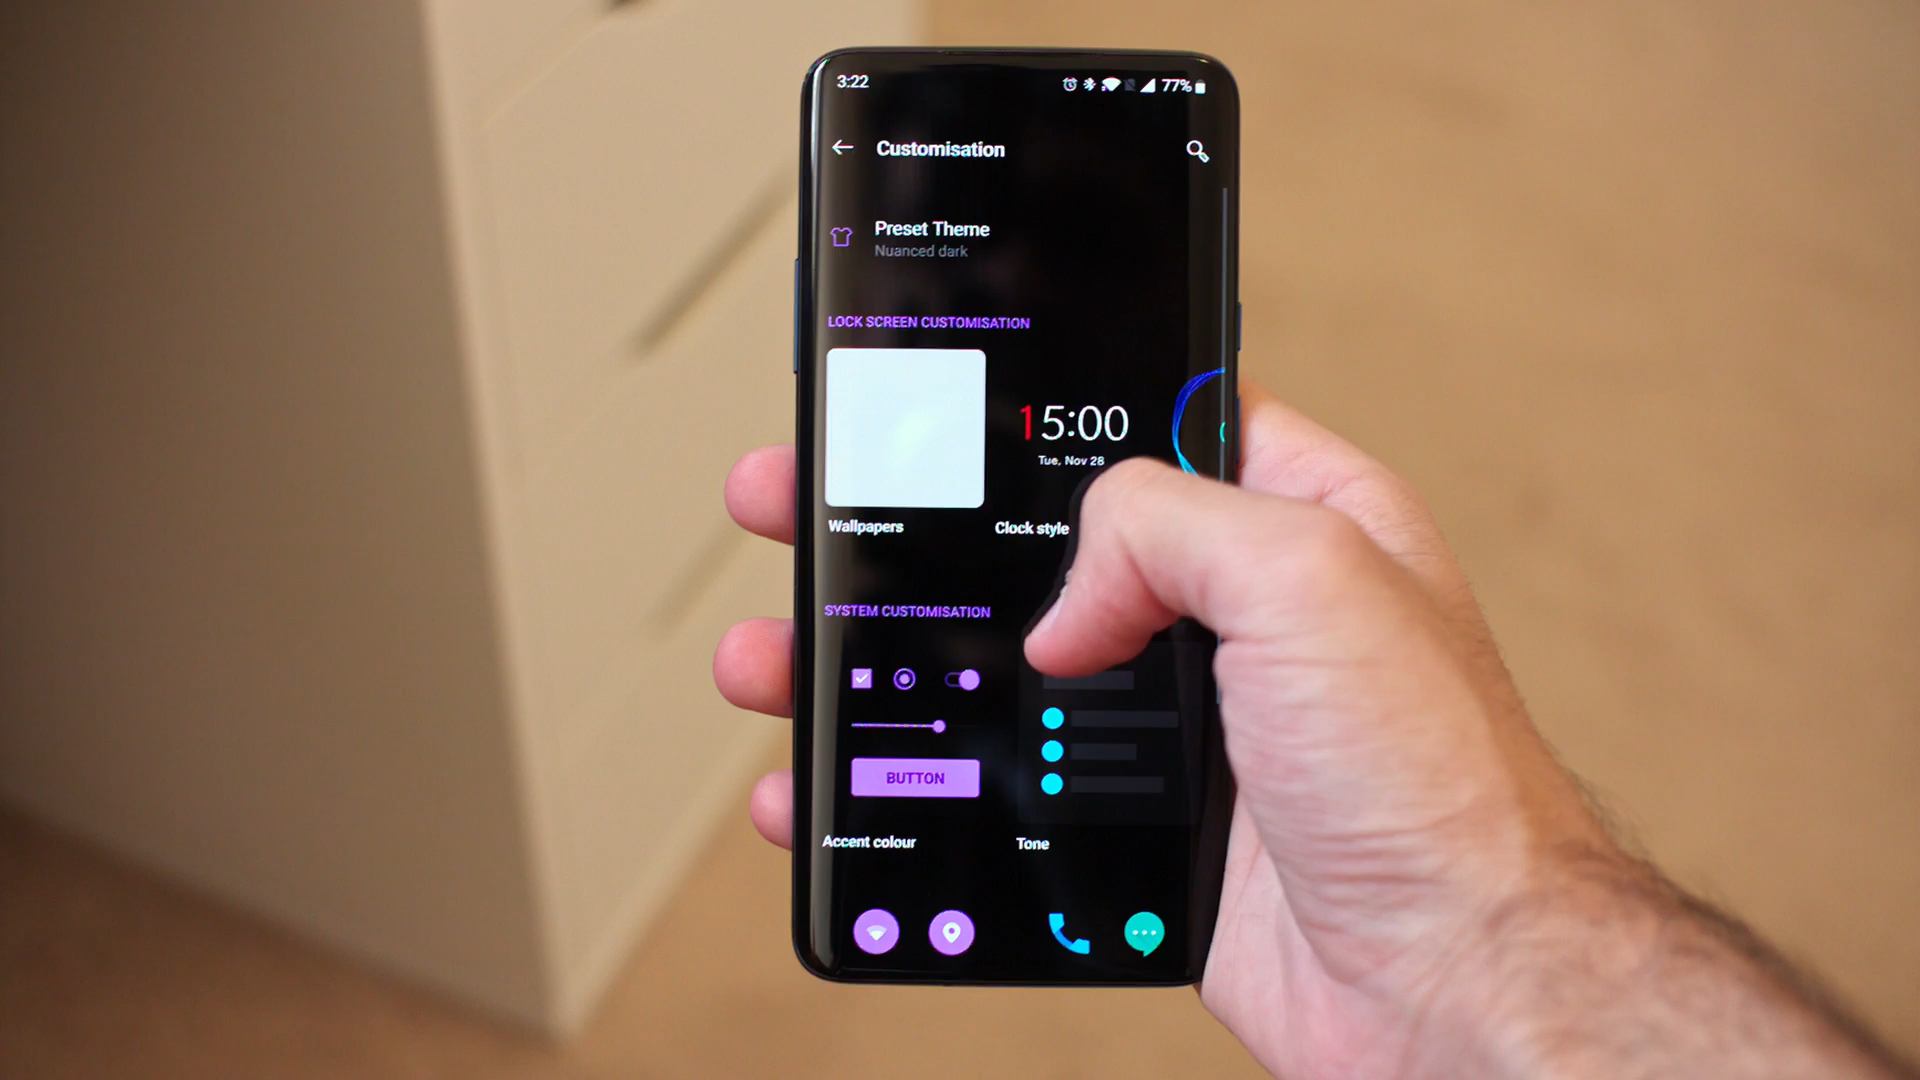 3:22
77%
Customisation
Preset Theme
Nuanced dark
LOCK SCREEN CUSTOMISATION
15:00
Tue, Nov 28
Wallpapers
Clock style
SYSTEM CUSTOMISATION
BUTTON
Accent colour
Tone